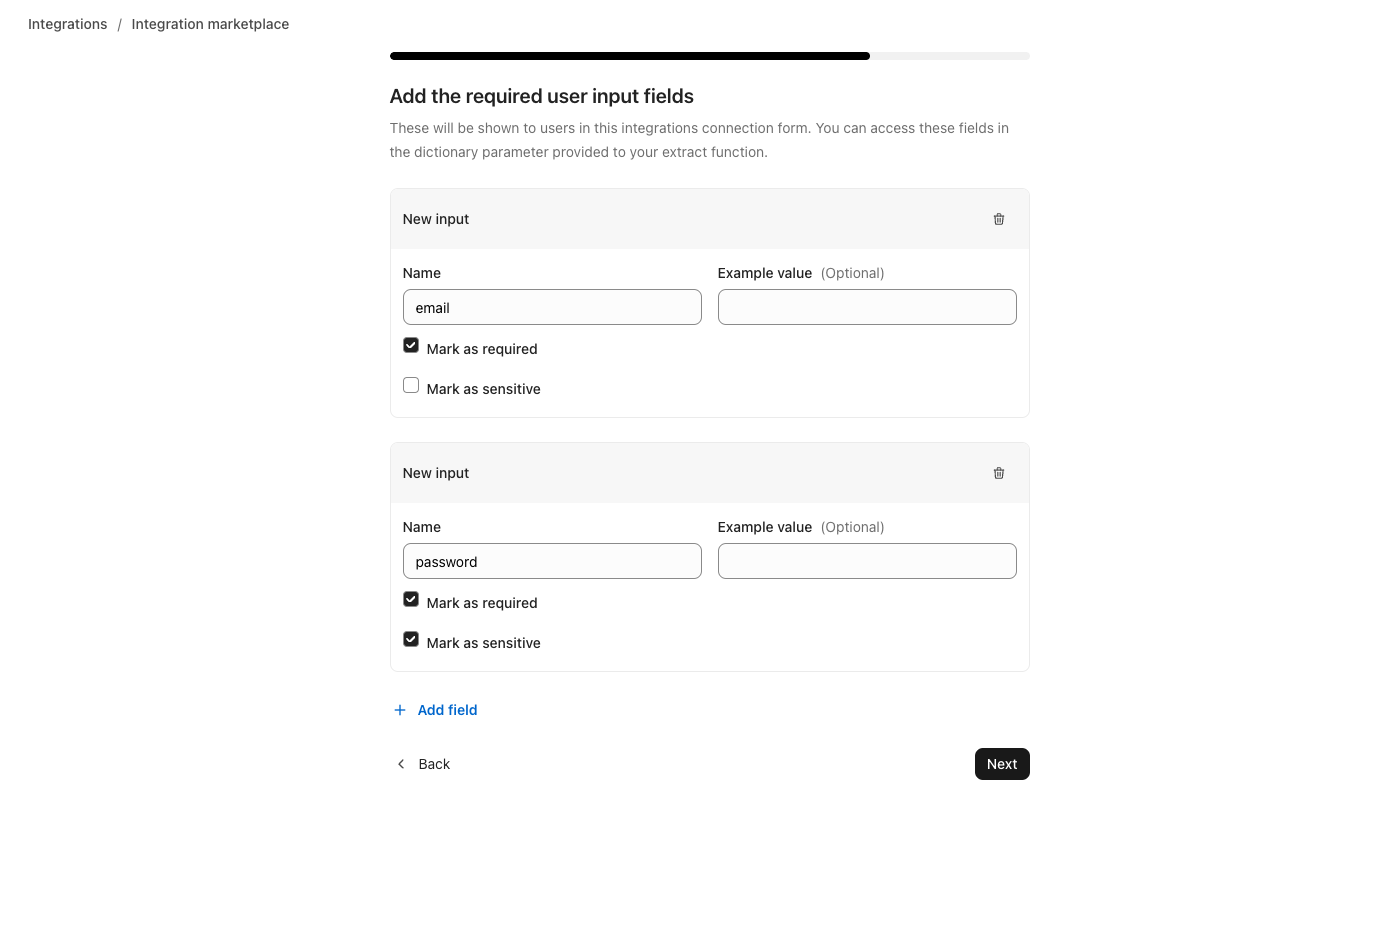 Integrations / Integration marketplace
Add the required user input fields
These will be shown to users in this integrations connection form. You can access these fields in
the dictionary parameter provided to your extract function.
New input
Name
Example value (Optional)
email
Mark as required
Mark as sensitive
New input
Name
Example value (Optional)
password
Mark as required
Mark as sensitive
Add field
Back
Next